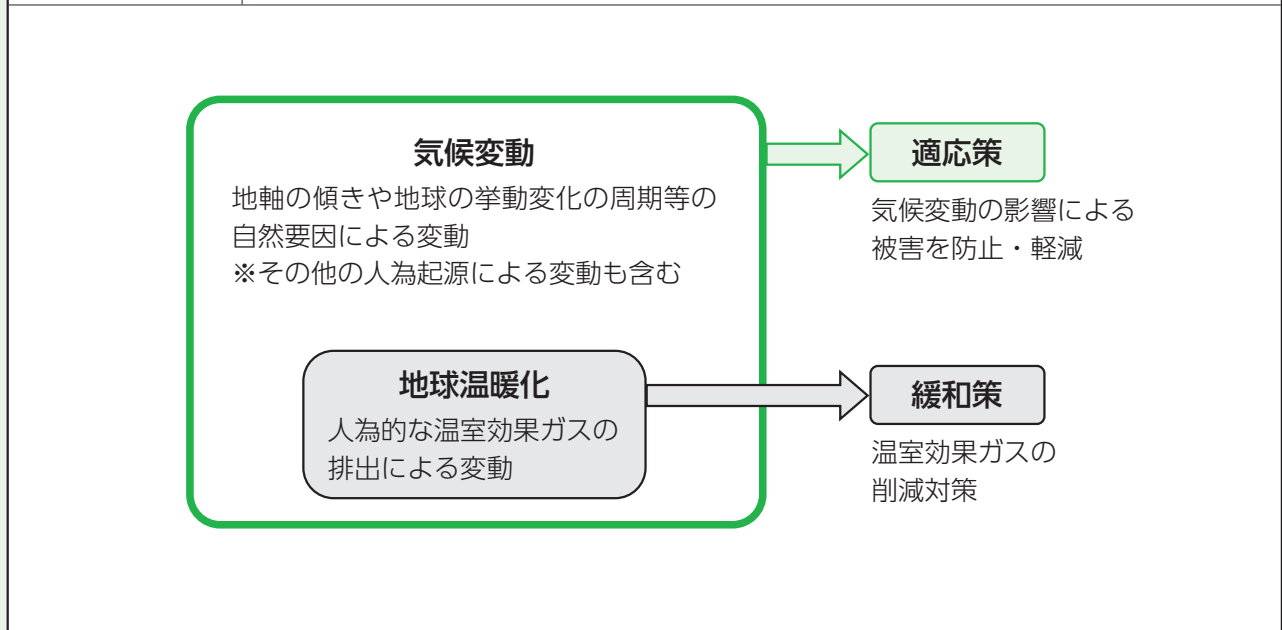 気候変動
地軸の傾きや地球の挙動変化の周期等の
自然要因による変動
※その他の人為起源による変動も含む
適応策
気候変動の影響による
被害を防止・軽減
地球温暖化
人為的な温室効果ガスの
排出による変動
緩和策
温室効果ガスの
削減対策